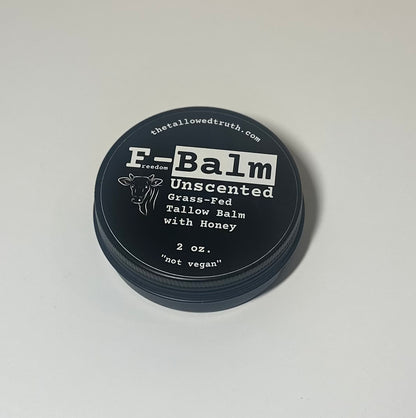 thetallowedtruth.com
Freedom-Balm
Unscented
Grass-Fed
Tallow Balm
with Honey
2 oz.
"not vegan"